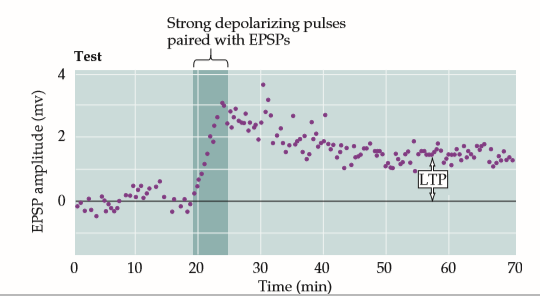 Strong depolarizing pulses
paired with EPSPs
Test
EPSP amplitude (mv)
4
2
0
LTP
0 10 20 30 40 50 60 70
Time (min)